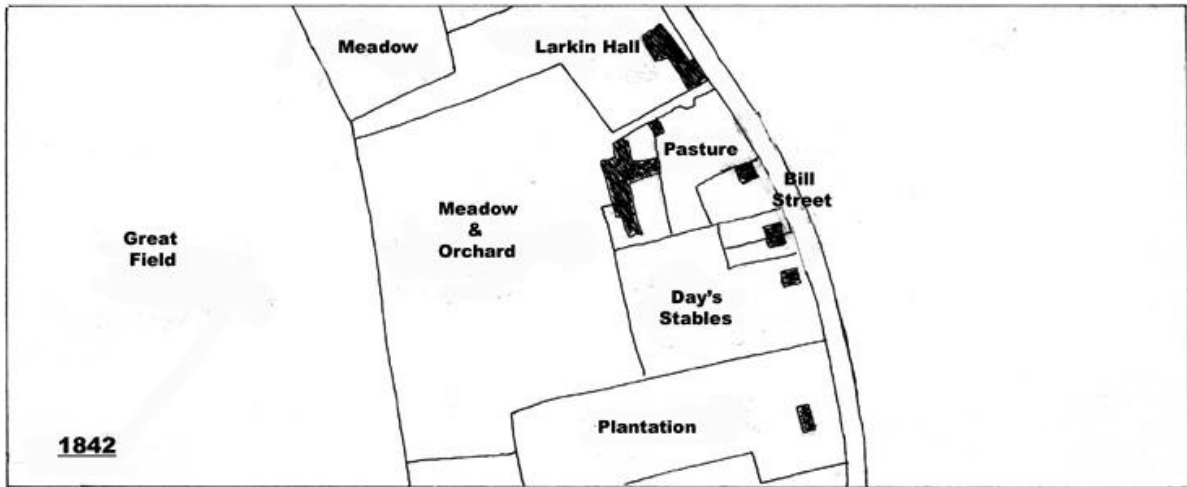 Meadow
Larkin Hall
Pasture
Bill
Street
Meadow
&
Orchard
Great
Field
Day's
Stables
Plantation
1842